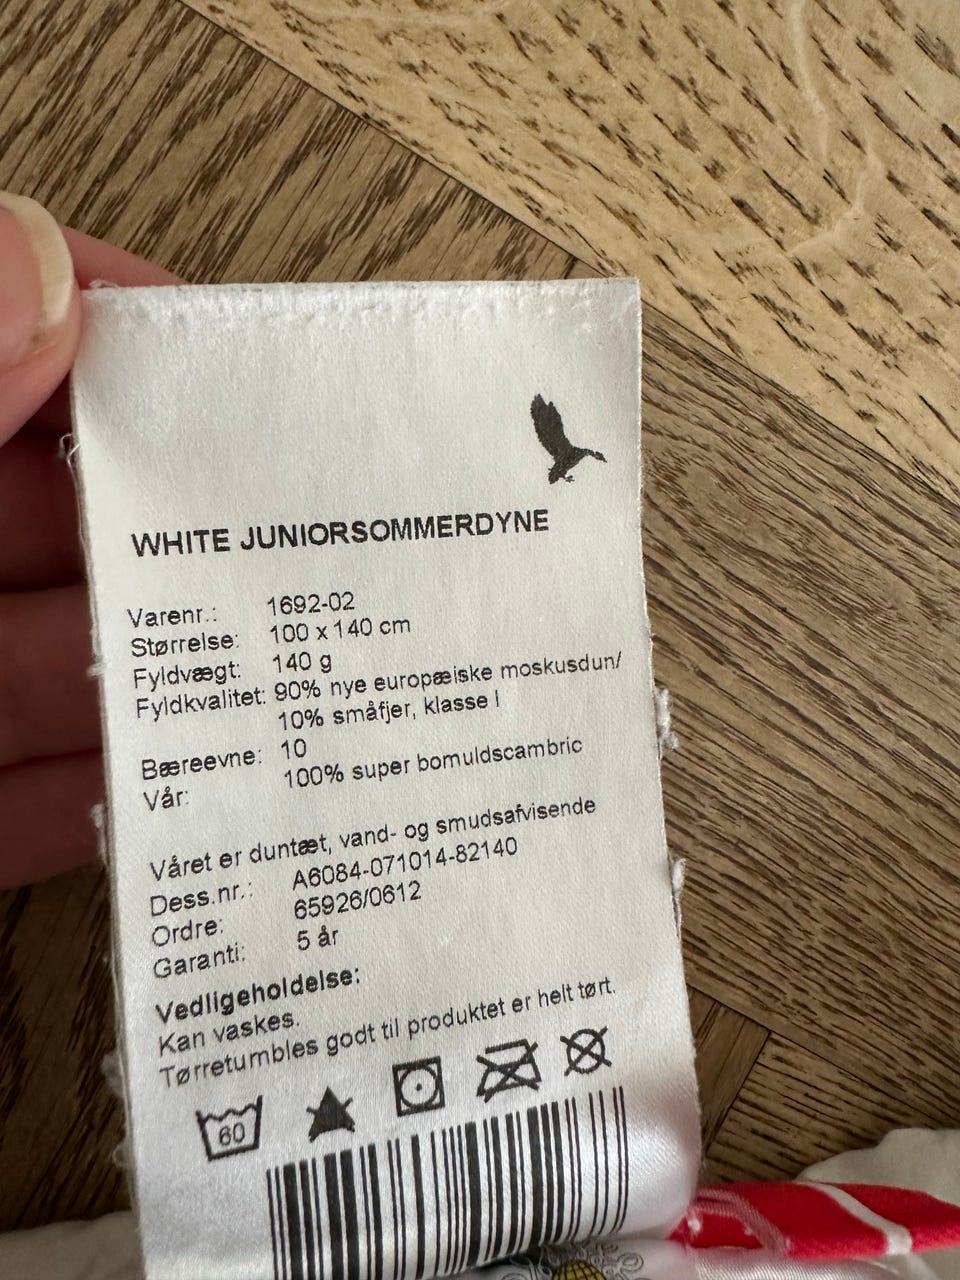 WHITE JUNIORSOMMERDYNE
Varenr.: 1692-02
Størrelse: 100 x 140 cm
Fyldvægt: 140 g
Fyldkvalitet: 90% nye europæiske moskusdun/
10% småfjer, klasse I
Bæreevne: 10
Vår: 100% super bomuldscambric
Våret er duntæt, vand- og smudsafvisende
Dess.nr.: A6084-071014-82140
Ordre: 65926/0612
Garanti: 5 år
Vedligeholdelse:
Kan vaskes.
Tørretumbles godt til produktet er helt tørt.
60